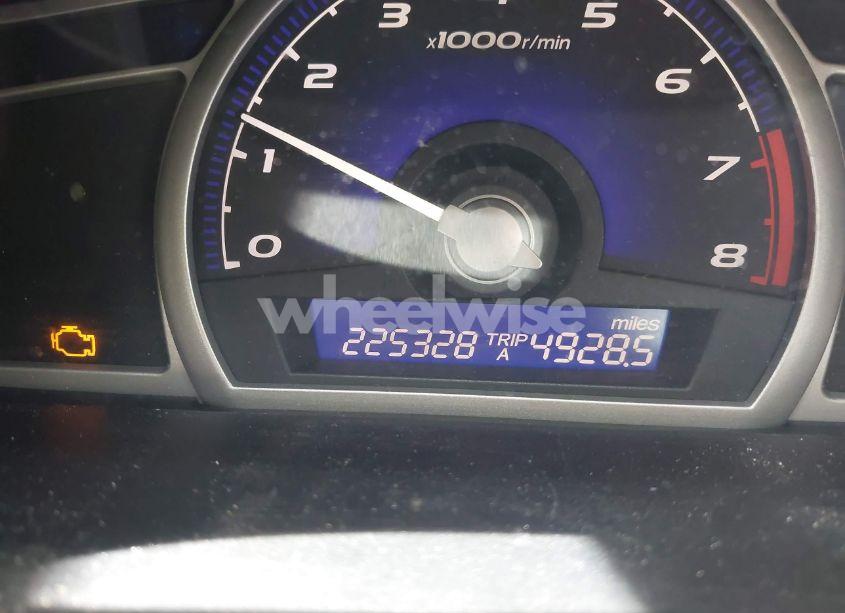 3 5
x1000r/min
2 6
1 7
0 8
wheelwise
miles
225328 TRIP A 4928.5